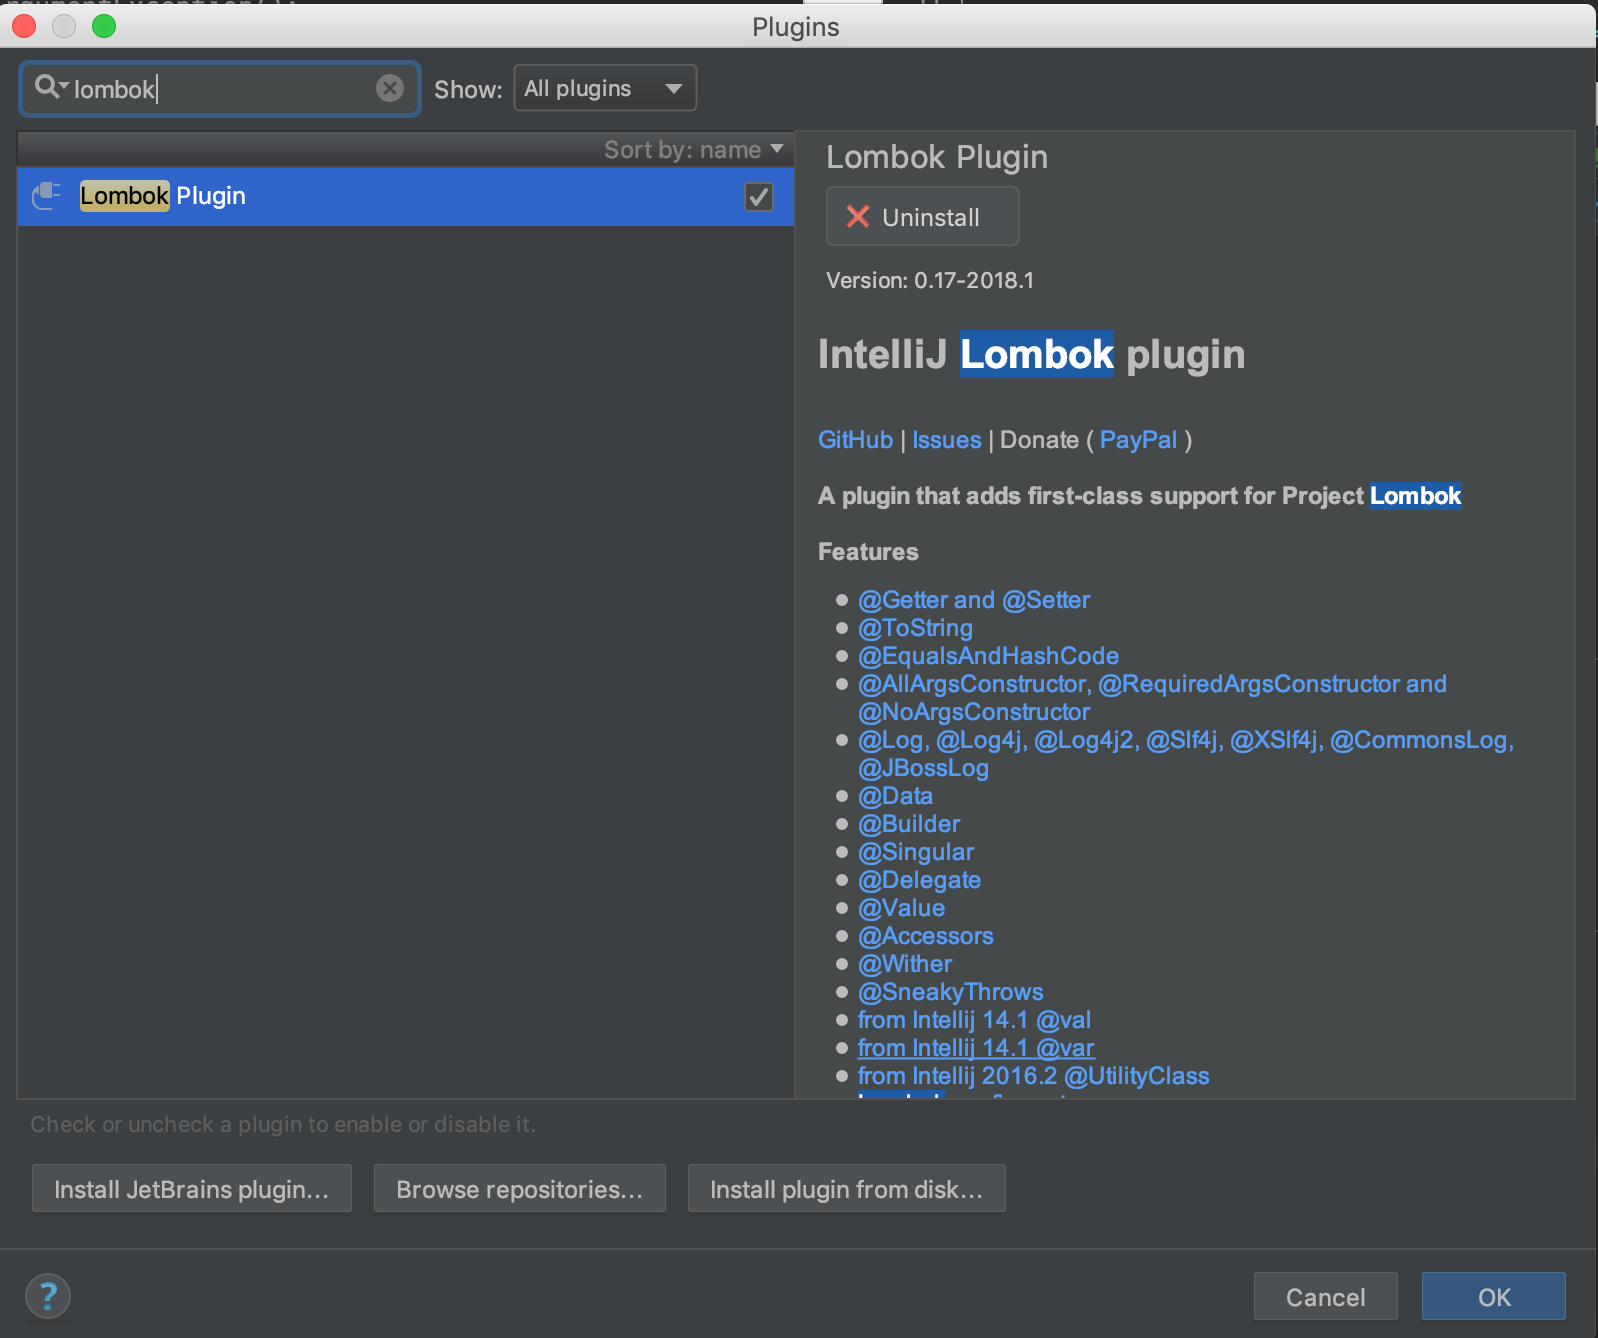 Plugins
lombok
Show: All plugins
Sort by: name
Lombok Plugin
Lombok Plugin
Uninstall
Version: 0.17-2018.1
IntelliJ Lombok plugin
GitHub | Issues | Donate ( PayPal )
A plugin that adds first-class support for Project Lombok
Features
@Getter and @Setter
@ToString
@EqualsAndHashCode
@AllArgsConstructor, @RequiredArgsConstructor and
@NoArgsConstructor
@Log, @Log4j, @Log4j2, @Slf4j, @XSlf4j, @CommonsLog,
@JBossLog
@Data
@Builder
@Singular
@Delegate
@Value
@Accessors
@Wither
@SneakyThrows
from Intellij 14.1 @val
from Intellij 14.1 @var
from Intellij 2016.2 @UtilityClass
Check or uncheck a plugin to enable or disable it.
Install JetBrains plugin...
Browse repositories...
Install plugin from disk...
?
Cancel
OK